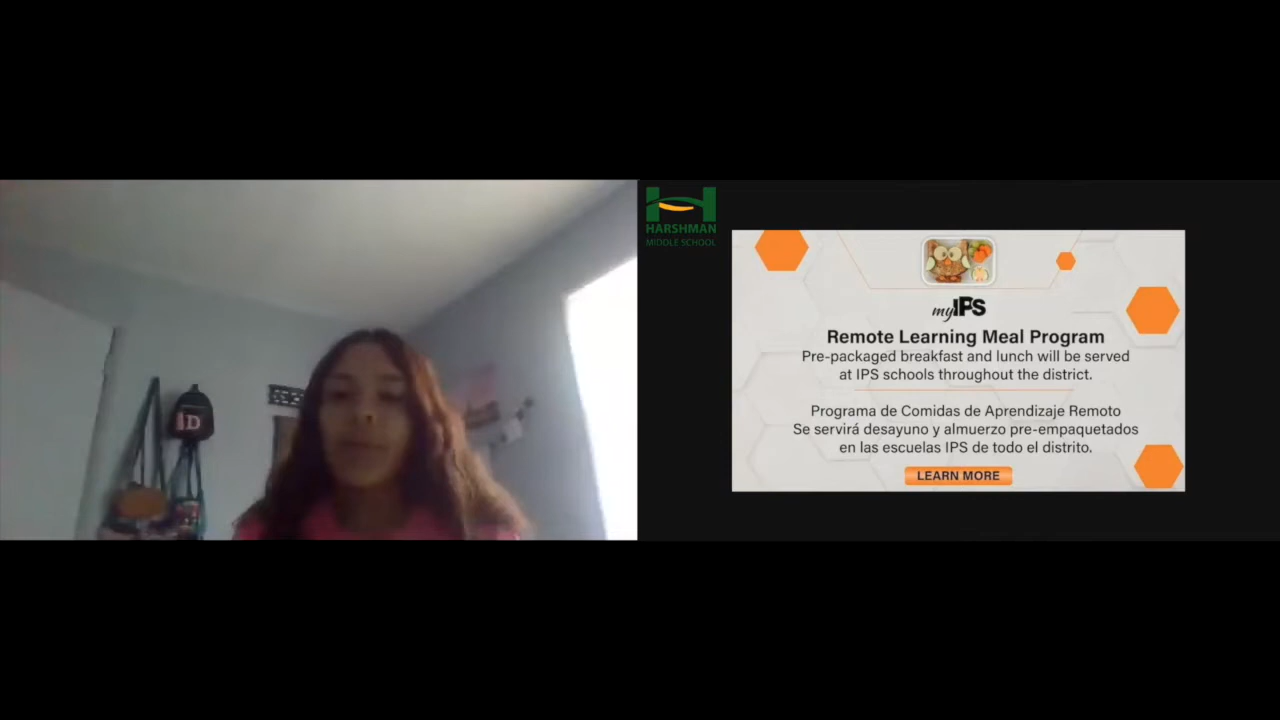 D
HARSHMAN
MIDDLE SCHOOL
myIPS
Remote Learning Meal Program
Pre-packaged breakfast and lunch will be served
at IPS schools throughout the district.
Programa de Comidas de Aprendizaje Remoto
Se servirá desayuno y almuerzo pre-empaquetados
en las escuelas IPS de todo el distrito.
LEARN MORE